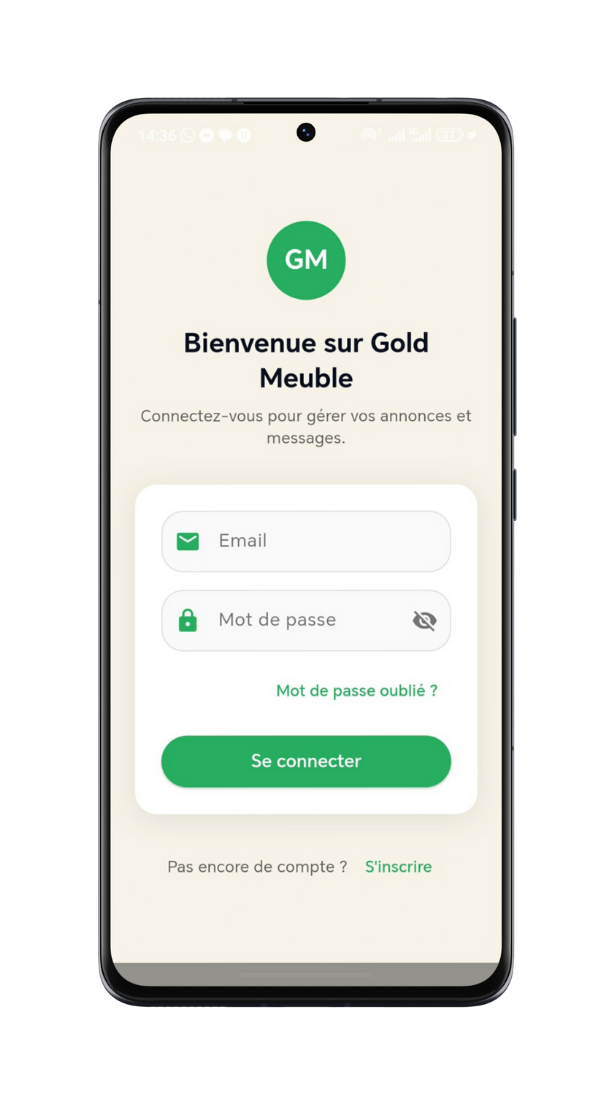 14:36
GM
Bienvenue sur Gold
Meuble
Connectez-vous pour gérer vos annonces et
messages.
Email
Mot de passe
Mot de passe oublié ?
Se connecter
Pas encore de compte ? S'inscrire